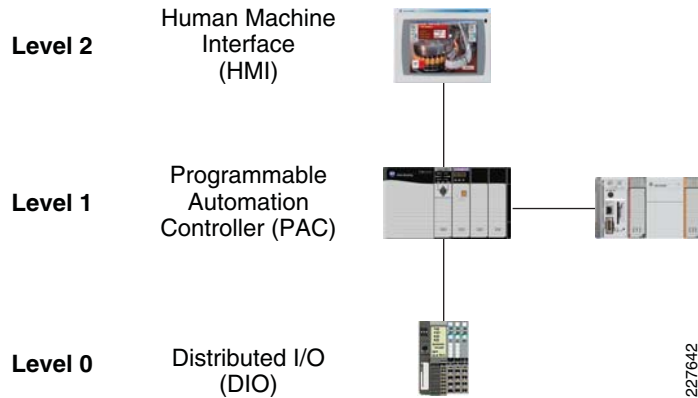 Level 2
Human Machine
Interface
(HMI)
Level 1
Programmable
Automation
Controller (PAC)
Level 0
Distributed I/O
(DIO)
227642